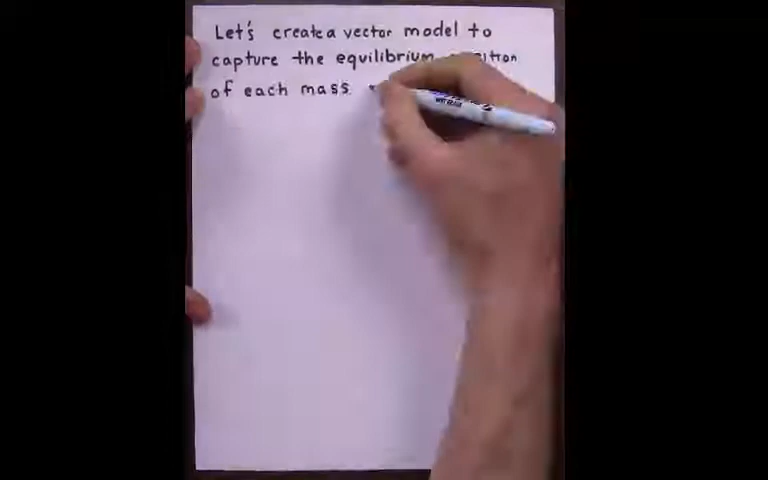 Let's create a vector model to
capture the equilibrium
of each mass